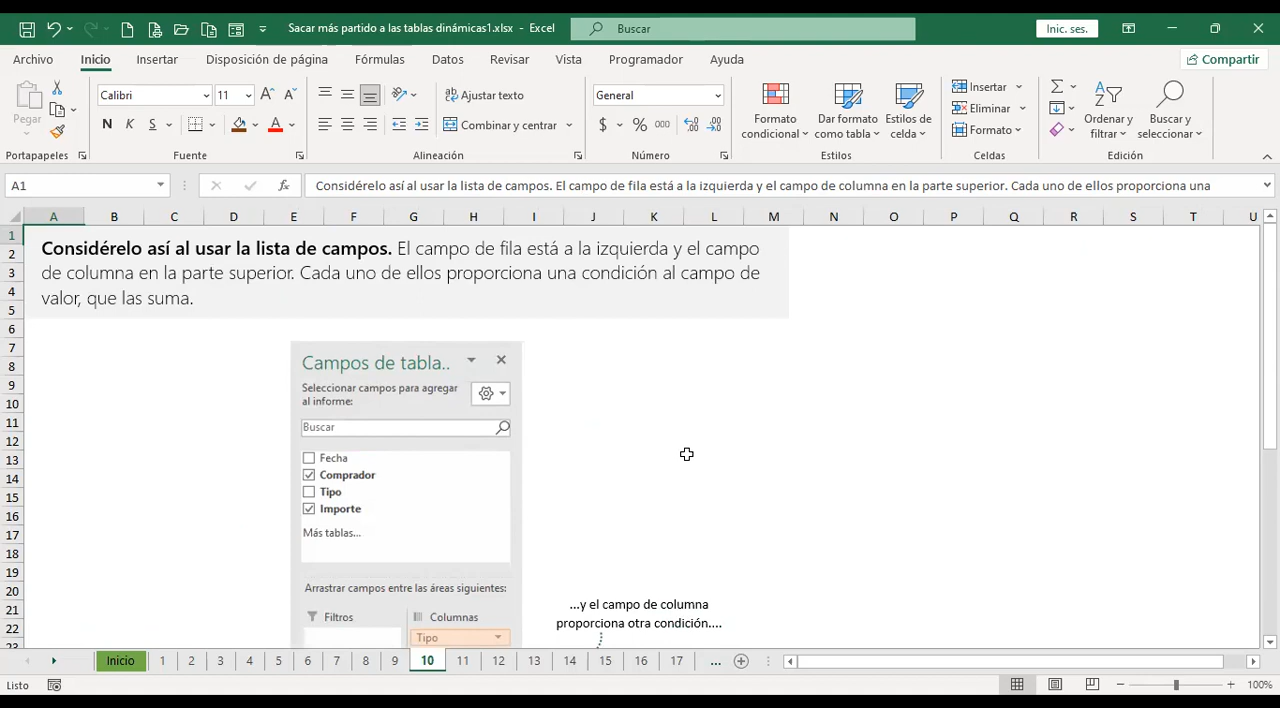 Sacar más partido a las tablas dinámicas1.xlsx - Excel
Buscar
Inic. ses.
Archivo Inicio Insertar Disposición de página Fórmulas Datos Revisar Vista Programador Ayuda Compartir
Pegar
Portapapeles
Calibri 11
N K S
Fuente
Ajustar texto
Combinar y centrar
Alineación
General
$ % 000
Número
Formato condicional
Dar formato como tabla
Estilos de celda
Estilos
Insertar
Eliminar
Formato
Celdas
Ordenar y filtrar
Buscar y seleccionar
Edición
A1 fx Considérelo así al usar la lista de campos. El campo de fila está a la izquierda y el campo de columna en la parte superior. Cada uno de ellos proporciona una
A B C D E F G H I J K L M N O P Q R S T U
1
2
3
4
5
6
7
8
9
10
11
12
13
14
15
16
17
18
19
20
21
22
23
Considérelo así al usar la lista de campos. El campo de fila está a la izquierda y el campo
de columna en la parte superior. Cada uno de ellos proporciona una condición al campo de
valor, que las suma.
Campos de tabla..
Seleccionar campos para agregar
al informe:
Buscar
Fecha
Comprador
Tipo
Importe
Más tablas...
Arrastrar campos entre las áreas siguientes:
Filtros Columnas
Tipo
...y el campo de columna
proporciona otra condición....
Inicio 1 2 3 4 5 6 7 8 9 10 11 12 13 14 15 16 17 ...
Listo 100%